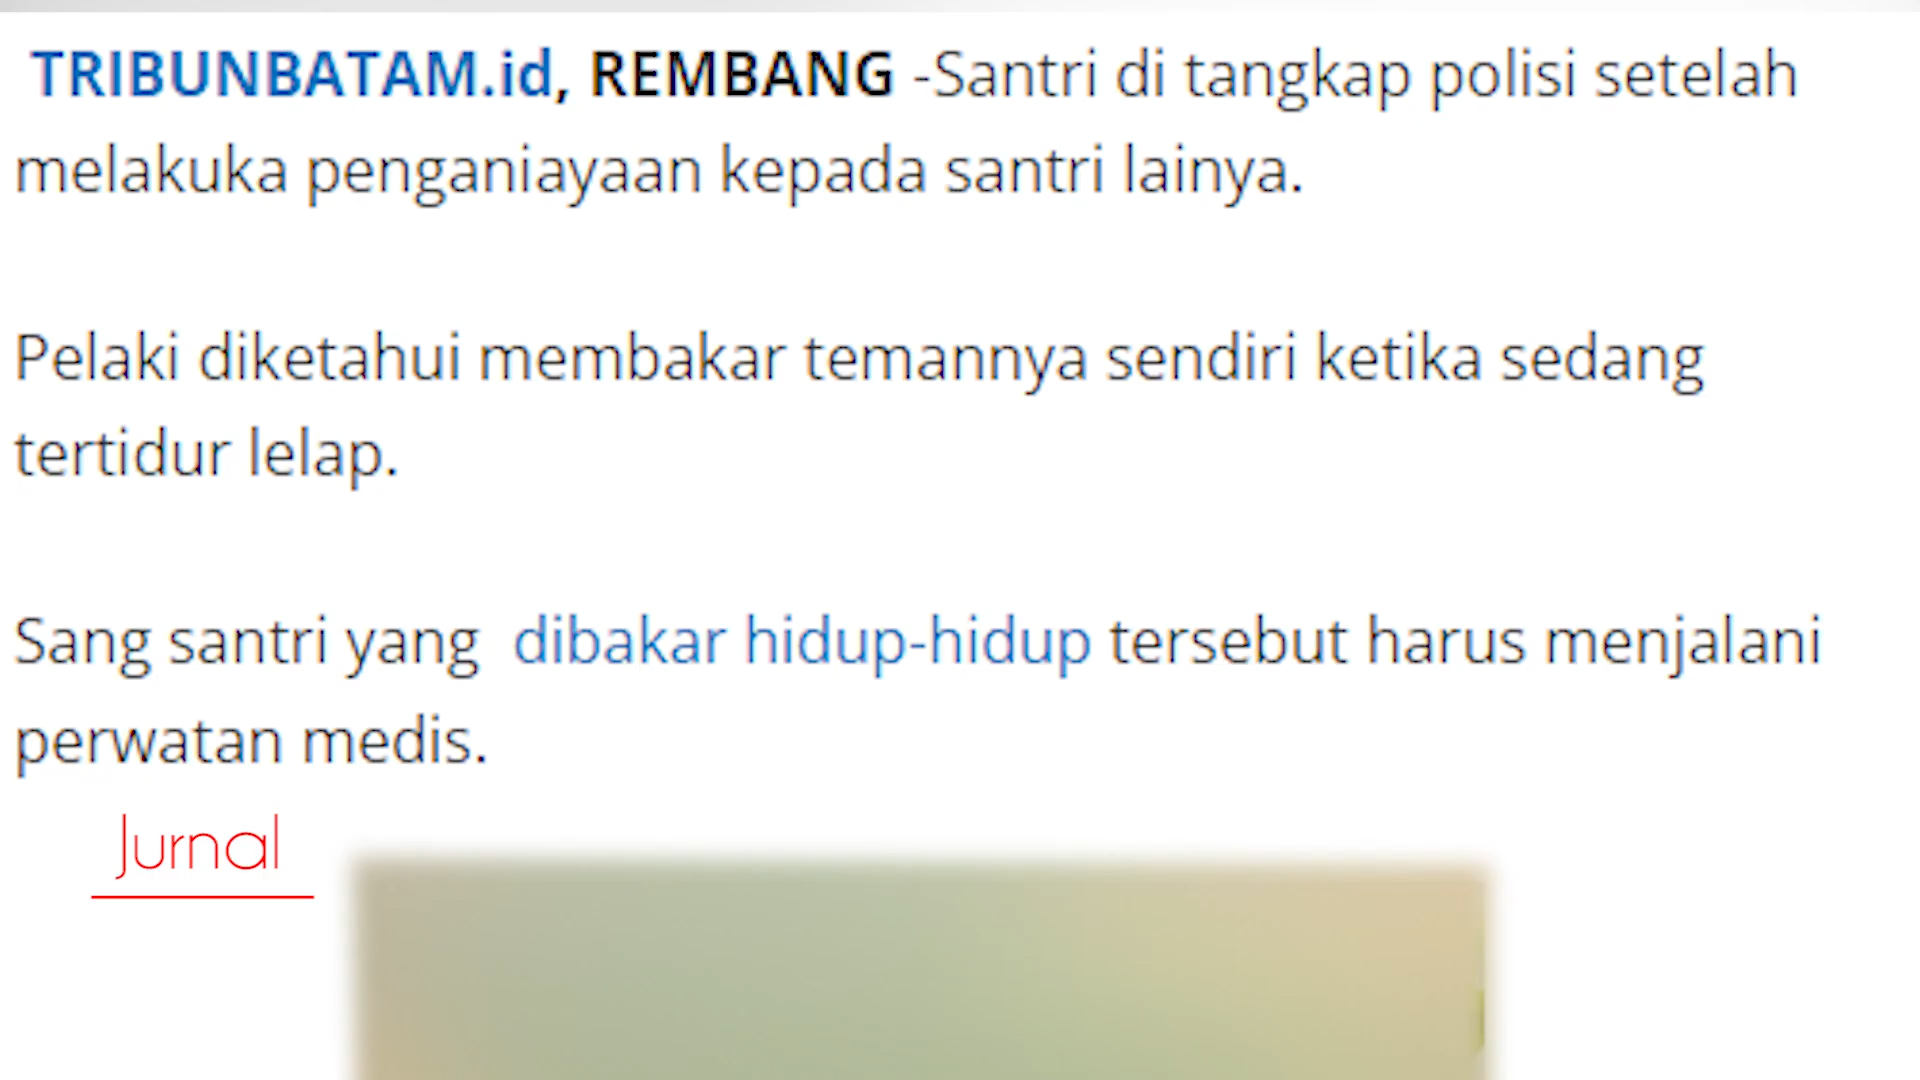 TRIBUNBATAM.id, REMBANG -Santri di tangkap polisi setelah
melakuka penganiayaan kepada santri lainya.
Pelaki diketahui membakar temannya sendiri ketika sedang
tertidur lelap.
Sang santri yang dibakar hidup-hidup tersebut harus menjalani
perwatan medis.
Jurnal